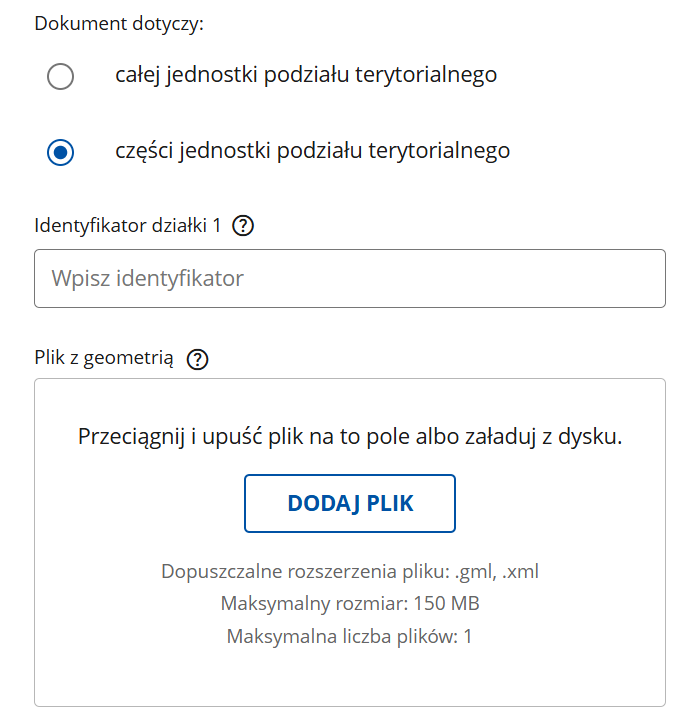 Dokument dotyczy:
całej jednostki podziału terytorialnego
części jednostki podziału terytorialnego
Identyfikator działki 1 ?
Wpisz identyfikator
Plik z geometrią ?
Przeciągnij i upuść plik na to pole albo załaduj z dysku.
DODAJ PLIK
Dopuszczalne rozszerzenia pliku: .gml, .xml
Maksymalny rozmiar: 150 MB
Maksymalna liczba plików: 1